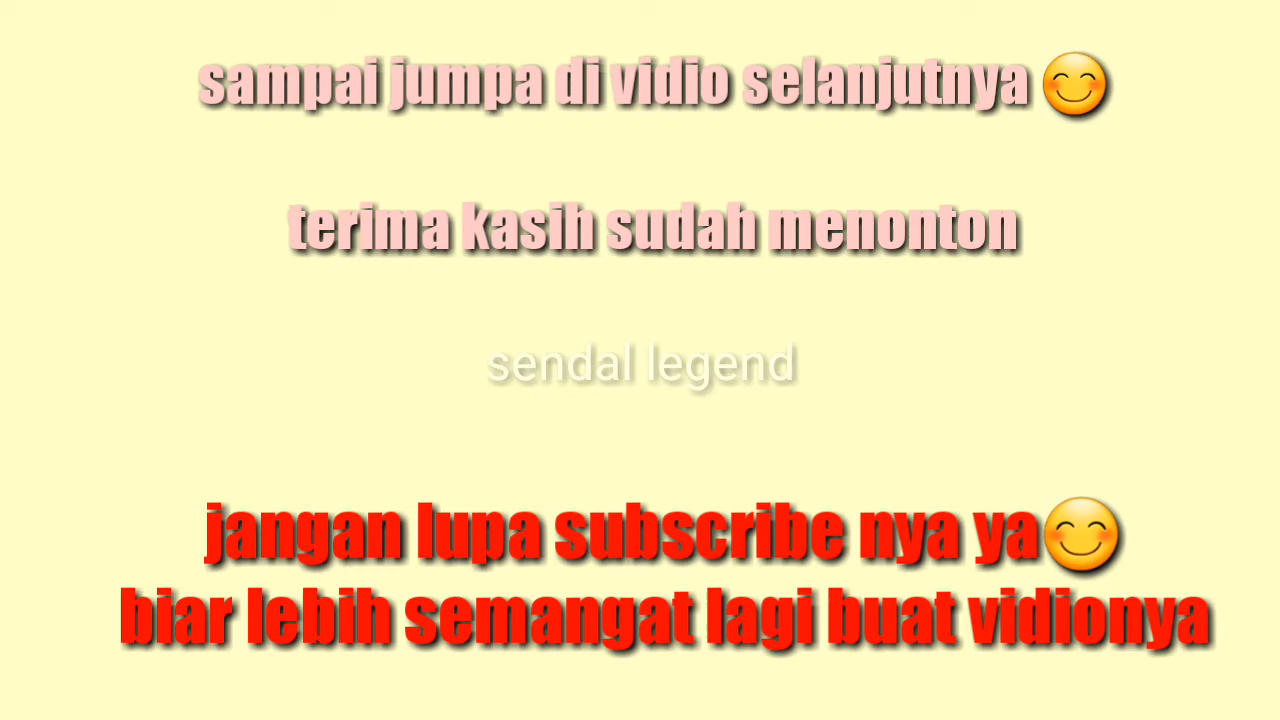 sampai jumpa di vidio selanjutnya 😊
terima kasih sudah menonton
sendal legend
jangan lupa subscribe nya ya😊
biar lebih semangat lagi buat vidionya